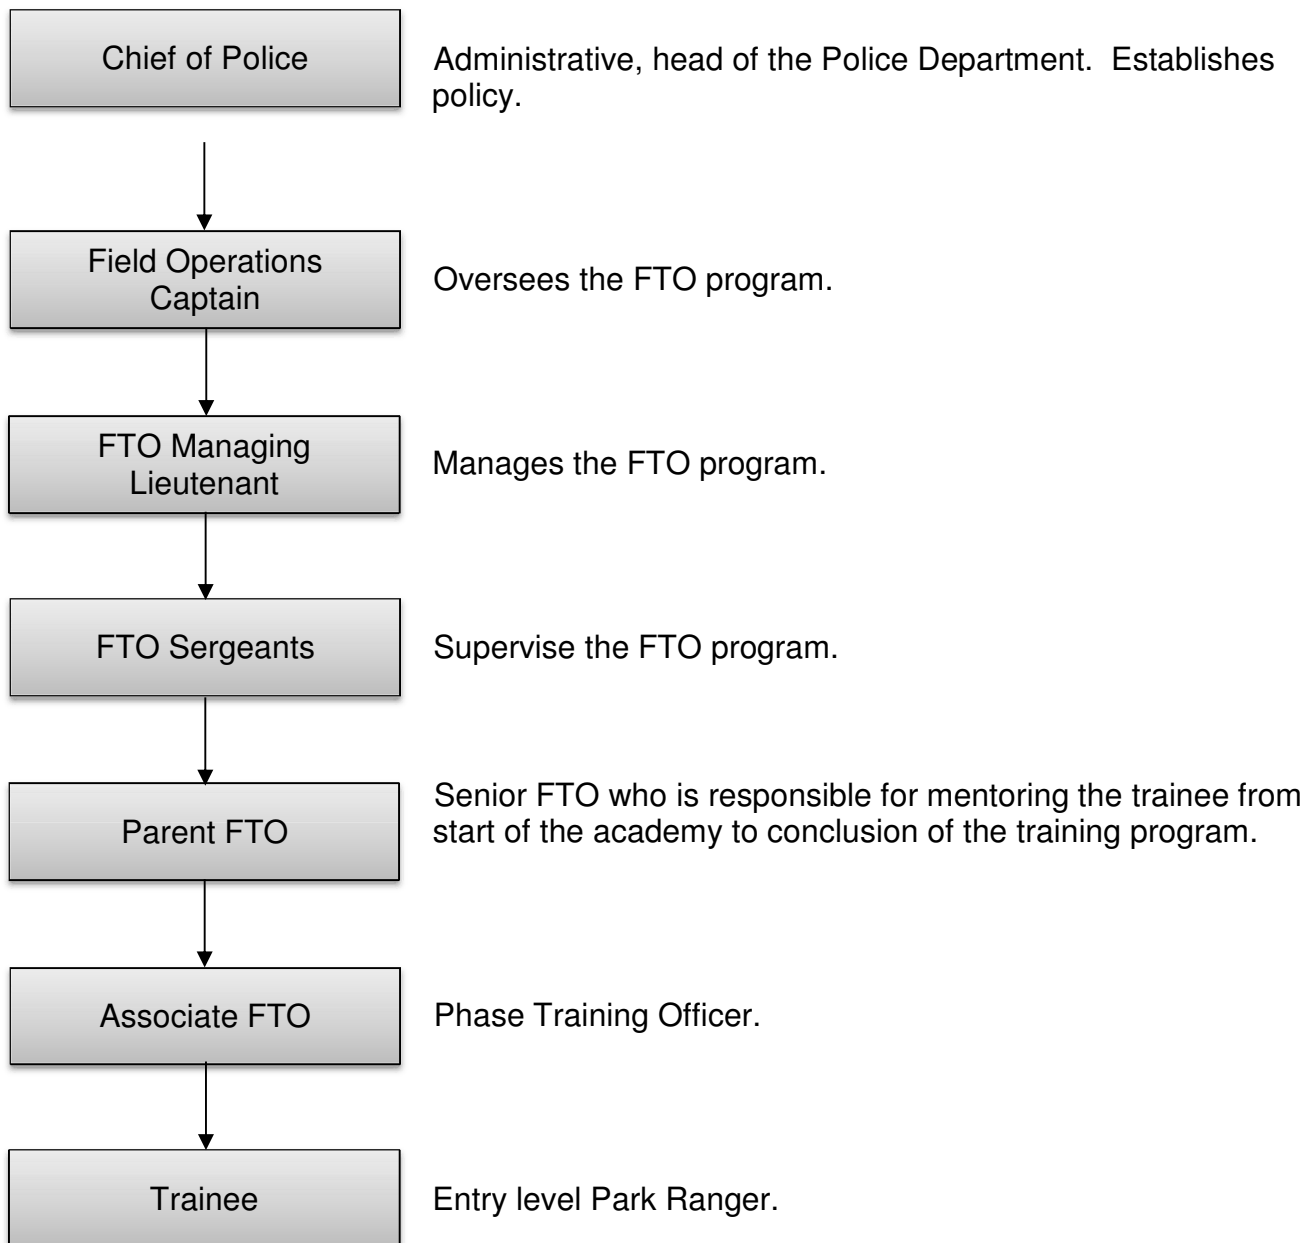 Chief of Police
Administrative, head of the Police Department.  Establishes
policy.
Field Operations
Captain
Oversees the FTO program.
FTO Managing
Lieutenant
Manages the FTO program.
FTO Sergeants
Supervise the FTO program.
Parent FTO
Senior FTO who is responsible for mentoring the trainee from
start of the academy to conclusion of the training program.
Associate FTO
Phase Training Officer.
Trainee
Entry level Park Ranger.